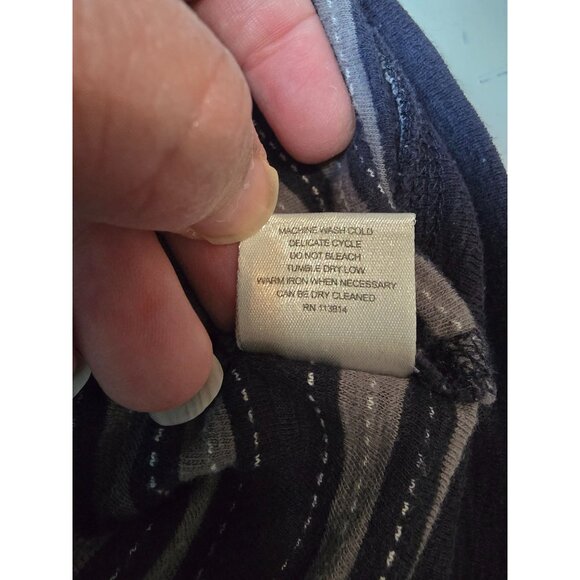 MACHINE WASH COLD
DELICATE CYCLE
DO NOT BLEACH
TUMBLE DRY LOW
WARM IRON WHEN NECESSARY
CAN BE DRY CLEANED
RN 113814